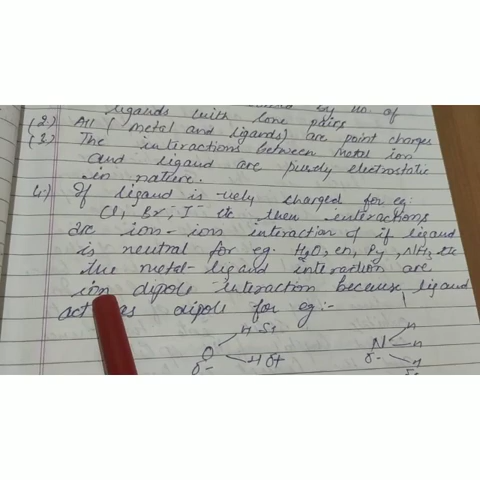 ligands with lone pairs
(2.) All (metal and ligands) are point charges
(3.) The interactions between metal ion
and ligand are purely electrostatic
in nature.
4:) If ligand is -vely charged for eg:
Cl, Br⁻, I⁻ etc then interactions
are ion-ion interaction & if ligand
is neutral for eg. H2O, en, Py, NH3, etc
the metal-ligand interaction are
ion dipole interaction because ligand
act as dipole for eg:-
H
O H δ+
δ-
H
N H
δ- H